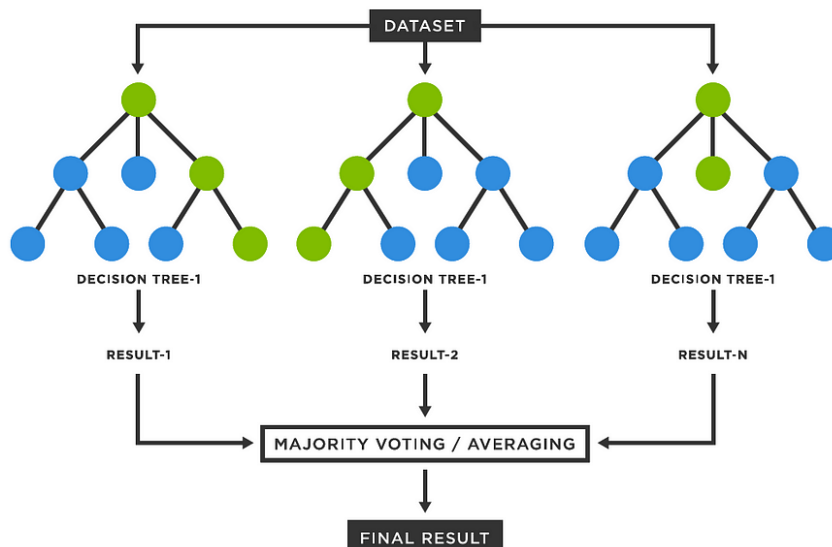 DATASET
DECISION TREE-1
DECISION TREE-1
DECISION TREE-1
RESULT-1
RESULT-2
RESULT-N
MAJORITY VOTING / AVERAGING
FINAL RESULT